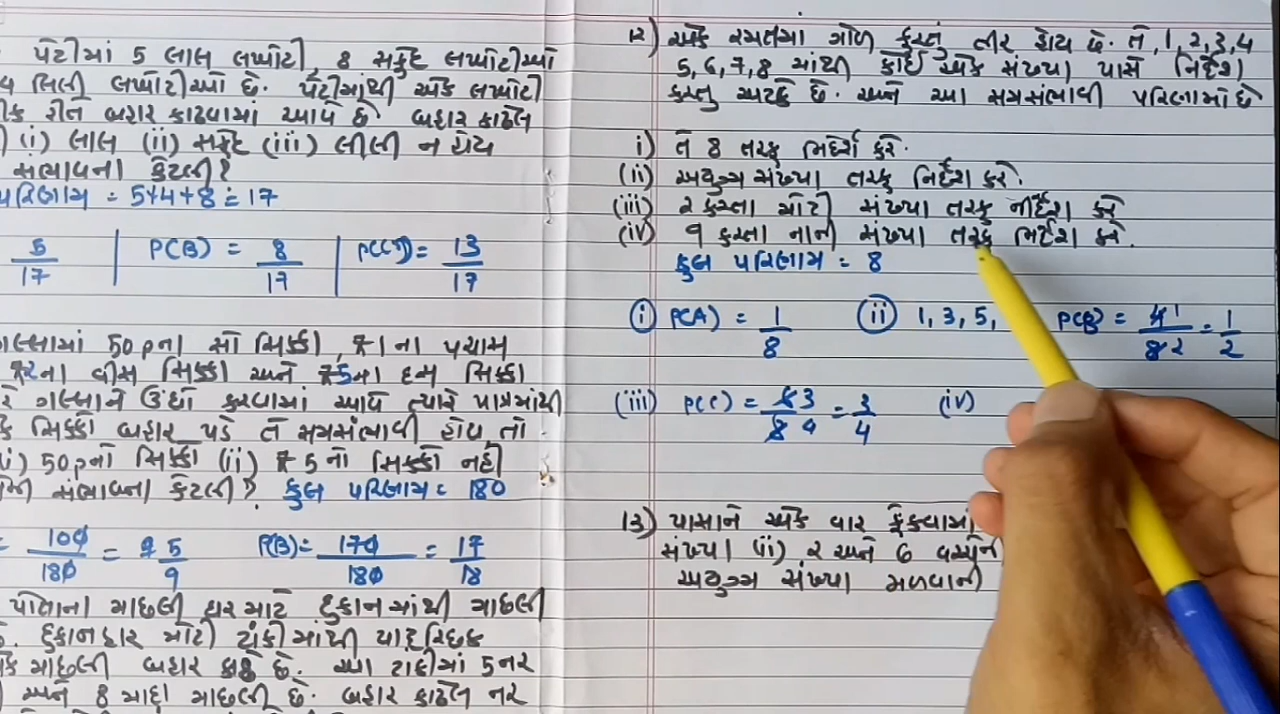 પેટીમાં 5 લાલ લખોટી, 8 સફેદ લખોટીઓ
લિલી લખોટીઓ છે. પેટીમાંથી એક લખોટી
રીતે બહાર કાઢવામાં આવે છે બહાર કાઢેલ
(i) લાલ (ii) સફેદ (iii) લીલી ન હોય
સંભાવના કેટલી?
પરિણામ = 5+4+8 = 17
5/17 | P(B) = 8/17 | P(C) = 13/17
ગલ્લામાં 50 pના સો સિક્કા, ₹1ના પચાસ
₹2ના વીસ સિક્કા અને ₹5ના દસ સિક્કા
ગલ્લાને ઉંધો કરવામાં આવે ત્યારે
સિક્કો બહાર પડે તે સમસંભાવી હોય તો
50pનો સિક્કો (ii) ₹5 નો સિક્કો નહી
સંભાવના કેટલી? કુલ પરિણામ = 180
= 100/180 = 5/9 P(B) = 170/180 = 17/18
પોતાના માછલી ઘર માટે દુકાનમાંથી માછલી
દુકાનદાર મોટી ટાંકીમાંથી યાદ્રચ્છિક
માછલી બહાર કાઢે છે. આ ટાકીમાં 5 નર
અને 8 માદા માછલી છે. બહાર કાઢેલ નર
12) એક રમતમાં ગોળ ફરતું તીર હોય છે. તે 1, 2, 3, 4
5, 6, 7, 8 માંથી કોઈ એક સંખ્યા પાસે નિર્દેશ
કરતુ અટકે છે. અને આ સમસંભાવી પરિણામો છે
i) તે 8 તરફ નિર્દેશ કરે.
(ii) અયુગ્મ સંખ્યા તરફ નિર્દેશ કરે.
(iii) 2 કરતા મોટી સંખ્યા તરફ નીર્દેશ કરે
(iv) 9 કરતા નાની સંખ્યા તરફ નિર્દેશ કરે.
કુલ પરિણામ = 8
(i) P(A) = 1/8 (ii) 1, 3, 5, P(B) = 4/8 = 1/2
(iii) P(C) = 6/8 = 3/4 (iv)
13) પાસાને એક વાર ફેંકવામાં
સંખ્યા (ii) 2 અને 6 વચ્ચેની
અયુગ્મ સંખ્યા મળવાની